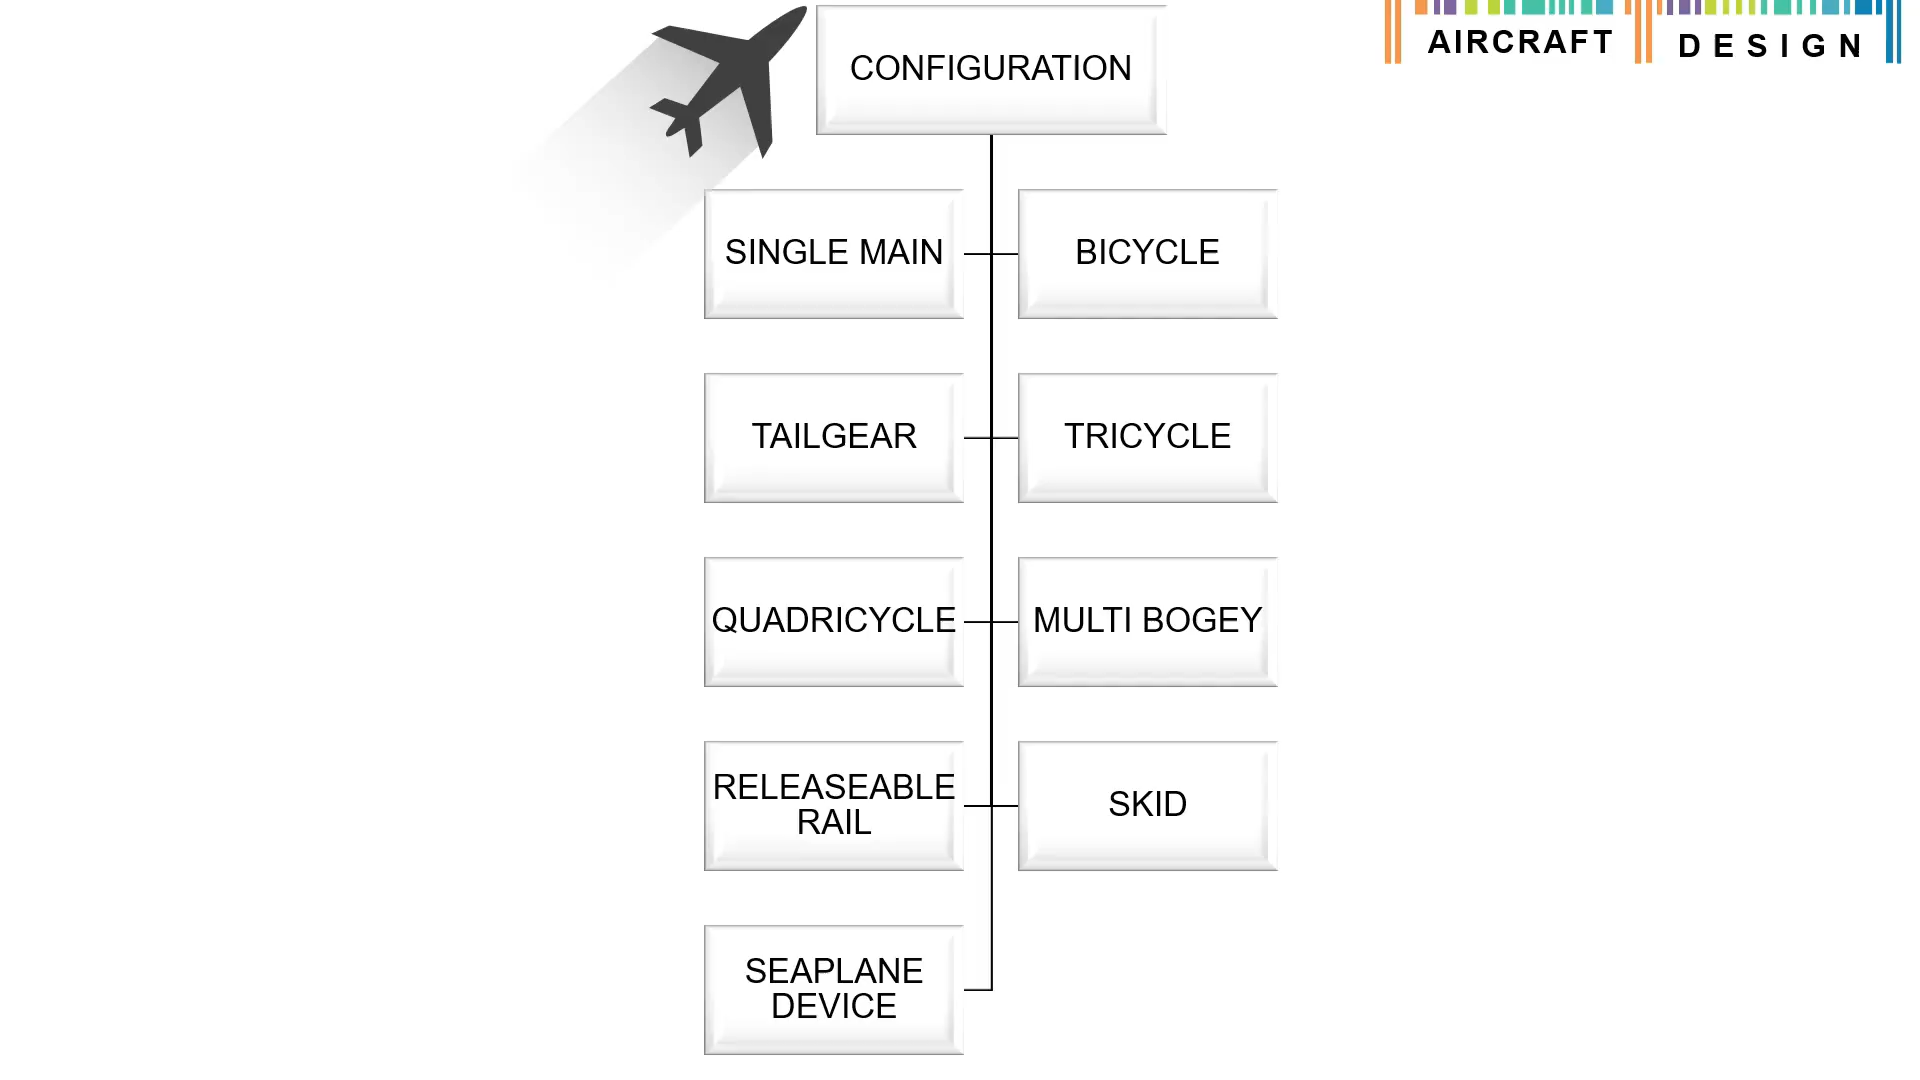 CONFIGURATION
AIRCRAFT DESIGN
SINGLE MAIN
BICYCLE
TAILGEAR
TRICYCLE
QUADRICYCLE
MULTI BOGEY
RELEASEABLE
RAIL
SKID
SEAPLANE
DEVICE